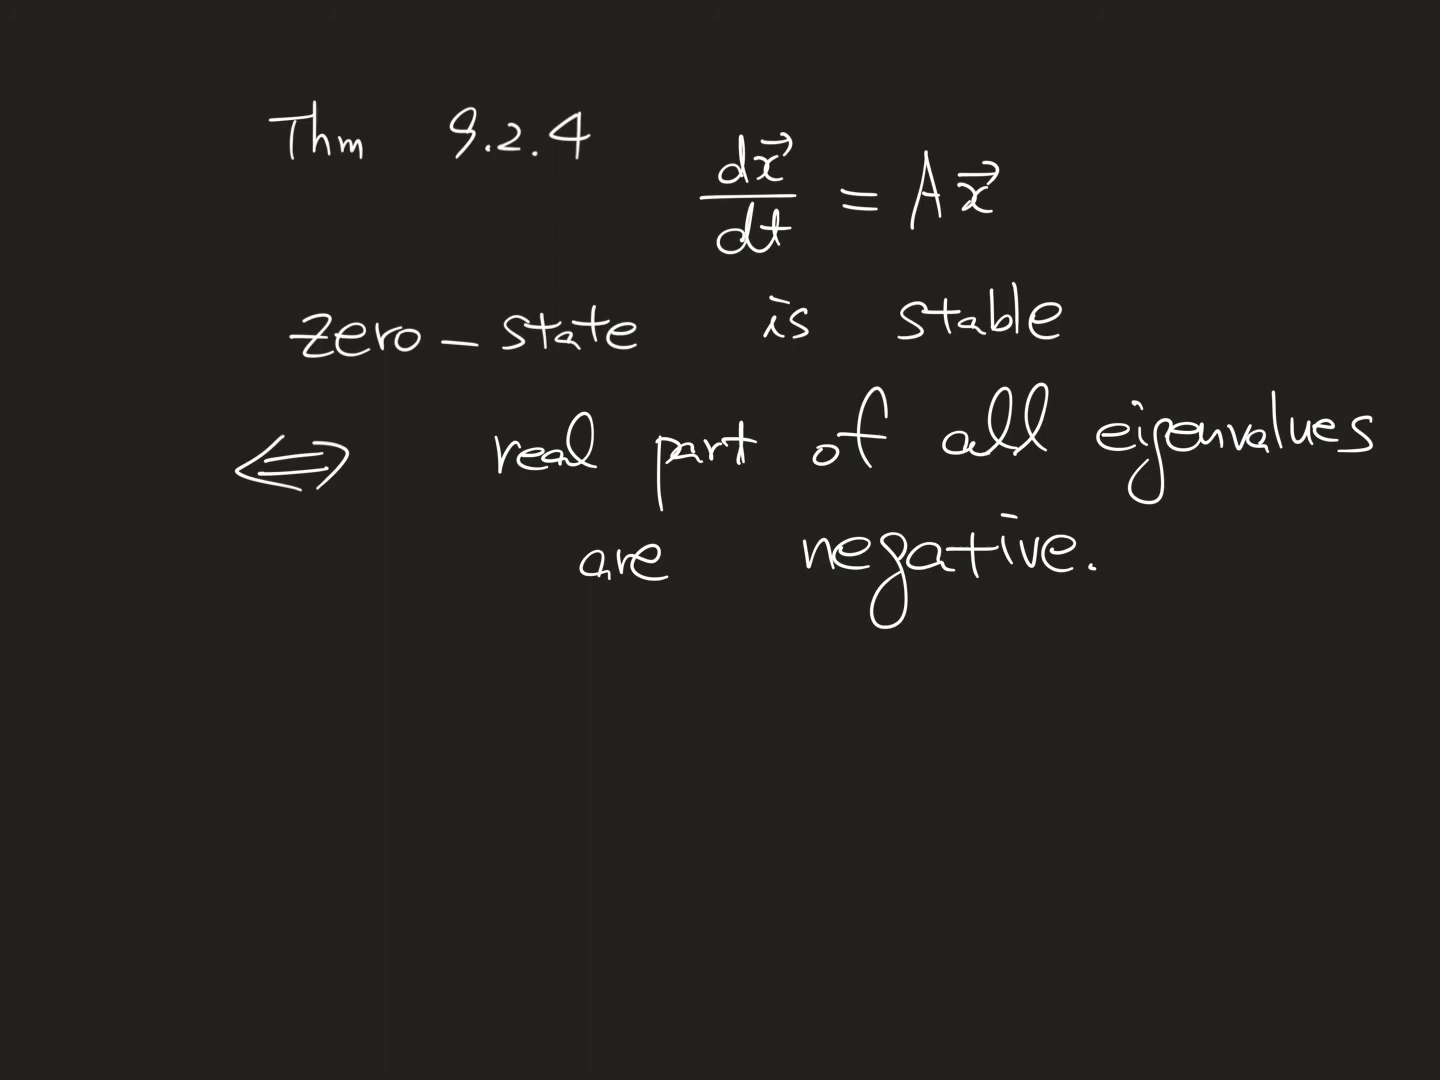 Thm 9.2.4
dx⃗/dt = Ax⃗
zero-state is stable
⇔ real part of all eigenvalues
are negative.